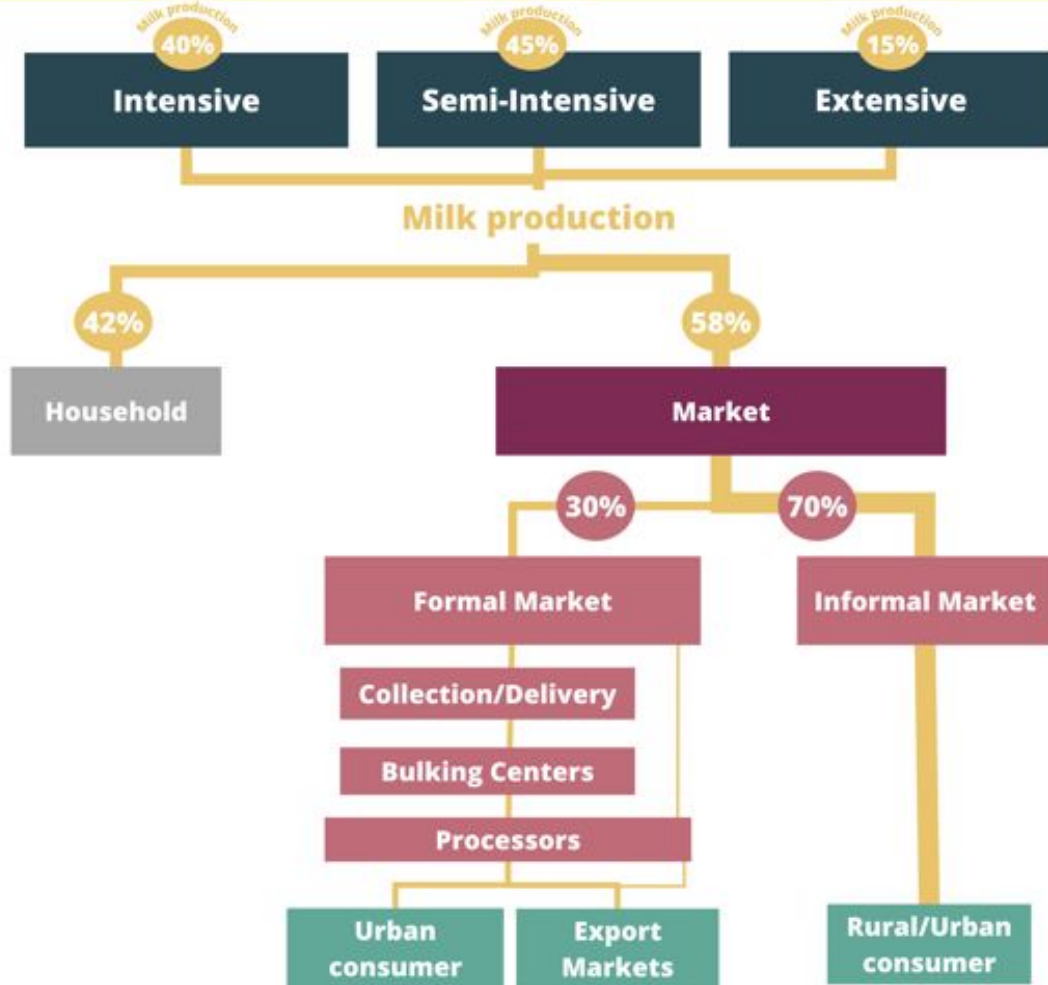 Milk production
40%
Intensive
Milk production
45%
Semi-Intensive
Milk production
15%
Extensive
Milk production
42%
58%
Household
Market
30%
70%
Formal Market
Informal Market
Collection/Delivery
Bulking Centers
Processors
Urban
consumer
Export
Markets
Rural/Urban
consumer